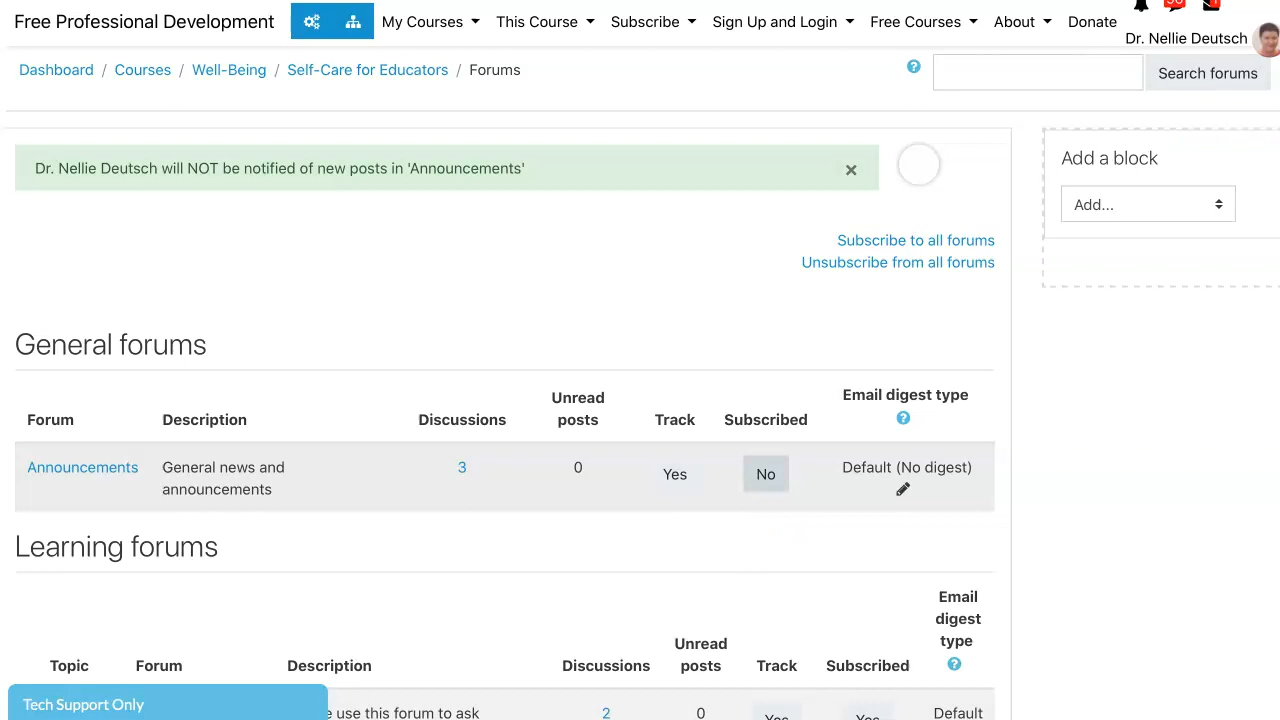 Free Professional Development
My Courses This Course Subscribe Sign Up and Login Free Courses About Donate
Dr. Nellie Deutsch
Dashboard / Courses / Well-Being / Self-Care for Educators / Forums
Search forums
Dr. Nellie Deutsch will NOT be notified of new posts in 'Announcements' ×
Add a block
Add...
Subscribe to all forums
Unsubscribe from all forums
General forums
Forum Description Discussions Unread posts Track Subscribed Email digest type
Announcements General news and 3 0 Yes No Default (No digest)
announcements
Learning forums
Topic Forum Description Discussions Unread posts Track Subscribed Email digest type
Tech Support Only
e use this forum to ask 2 0 Yes Yes Default